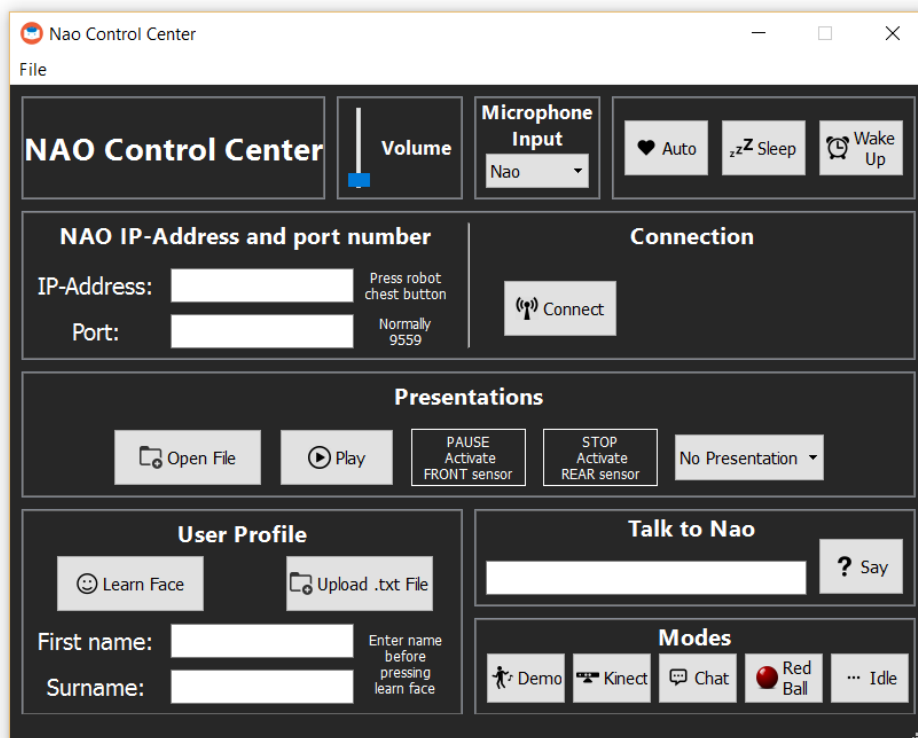 Nao Control Center
File
NAO Control Center
Volume
Microphone
Input
Nao
Auto
zzZ Sleep
Wake
Up
NAO IP-Address and port number
IP-Address:
Press robot
chest button
Port:
Normally
9559
Connection
Connect
Presentations
Open File
Play
PAUSE
Activate
FRONT sensor
STOP
Activate
REAR sensor
No Presentation
User Profile
Learn Face
Upload .txt File
First name:
Surname:
Enter name
before
pressing
learn face
Talk to Nao
? Say
Modes
Demo
Kinect
Chat
Red
Ball
... Idle